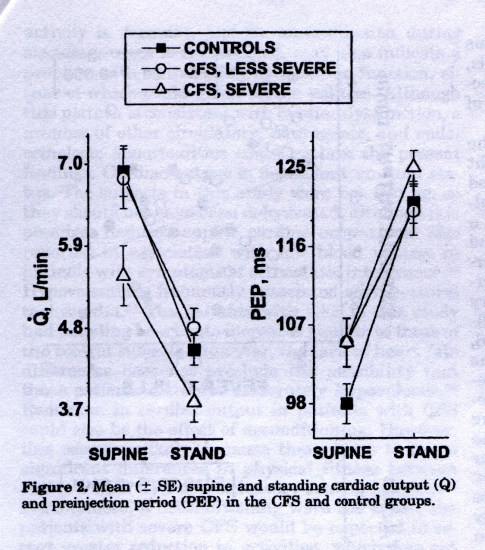 CONTROLS
CFS, LESS SEVERE
CFS, SEVERE
7.0
5.9
4.8
3.7
Q̇, L/min
SUPINE STAND
125
116
107
98
PEP, ms
SUPINE STAND
Figure 2. Mean (± SE) supine and standing cardiac output (Q)
and preinjection period (PEP) in the CFS and control groups.